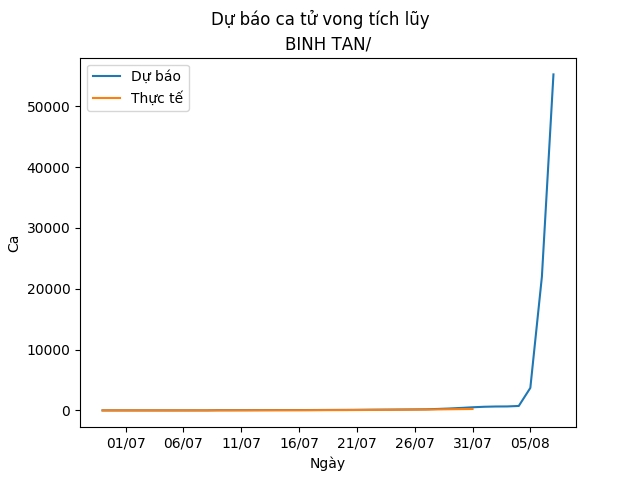 Dự báo ca tử vong tích lũy
BINH TAN/
Dự báo
Thực tế
Ca
50000
40000
30000
20000
10000
0
01/07 06/07 11/07 16/07 21/07 26/07 31/07 05/08
Ngày